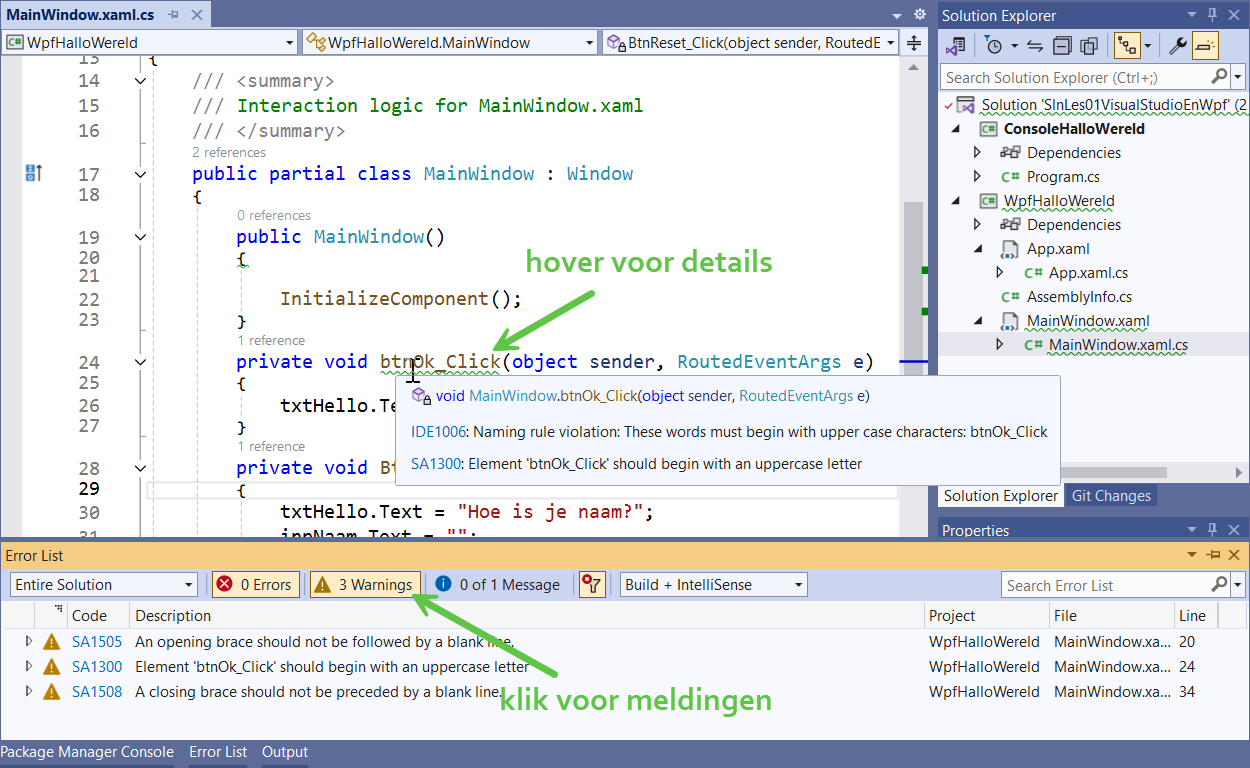 MainWindow.xaml.cs
Solution Explorer
WpfHalloWereld
WpfHalloWereld.MainWindow
BtnReset_Click(object sender, RoutedE
Search Solution Explorer (Ctrl+;)
Solution 'SlnLes01VisualStudioEnWpf' (2
C# ConsoleHalloWereld
Dependencies
C# Program.cs
C# WpfHalloWereld
Dependencies
App.xaml
C# App.xaml.cs
C# AssemblyInfo.cs
MainWindow.xaml
C# MainWindow.xaml.cs
13 {
14 /// <summary>
15 /// Interaction logic for MainWindow.xaml
16 /// </summary>
2 references
17 public partial class MainWindow : Window
18 {
0 references
19 public MainWindow()
20 {
21
22 InitializeComponent();
23 }
1 reference
24 private void btnOk_Click(object sender, RoutedEventArgs e)
25 {
26 txtHello.Te
27 }
1 reference
28 private void Bt
29 {
30 txtHello.Text = "Hoe is je naam?";
31 inpNaam.Text = "";
hover voor details
void MainWindow.btnOk_Click(object sender, RoutedEventArgs e)
IDE1006: Naming rule violation: These words must begin with upper case characters: btnOk_Click
SA1300: Element 'btnOk_Click' should begin with an uppercase letter
Solution Explorer
Git Changes
Properties
Error List
Entire Solution
0 Errors
3 Warnings
0 of 1 Message
Build + IntelliSense
Search Error List
Code Description Project File Line
SA1505 An opening brace should not be followed by a blank line. WpfHalloWereld MainWindow.xa... 20
SA1300 Element 'btnOk_Click' should begin with an uppercase letter WpfHalloWereld MainWindow.xa... 24
SA1508 A closing brace should not be preceded by a blank line. WpfHalloWereld MainWindow.xa... 34
klik voor meldingen
Package Manager Console
Error List
Output